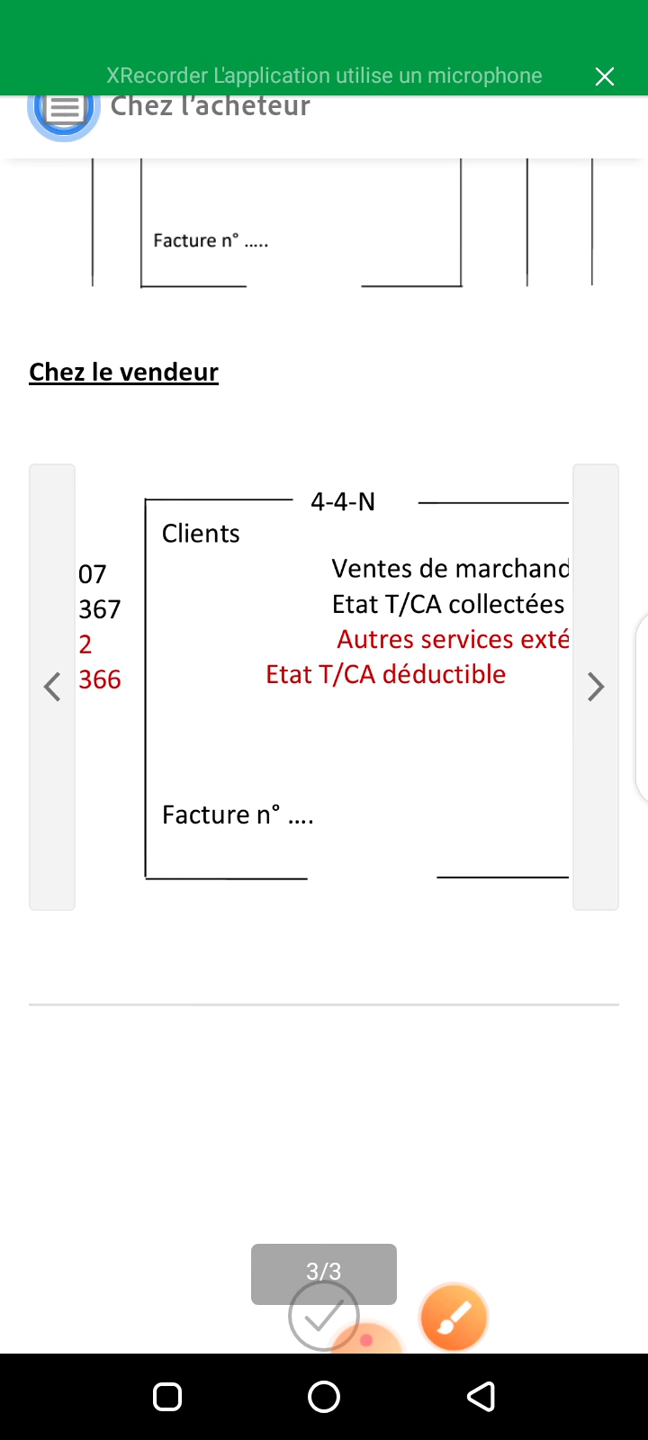 XRecorder L'application utilise un microphone
Chez l'acheteur
Facture n° .....
Chez le vendeur
4-4-N
Clients
07
Ventes de marchand
367
Etat T/CA collectées
2
Autres services exté
366
Etat T/CA déductible
Facture n° ....
3/3